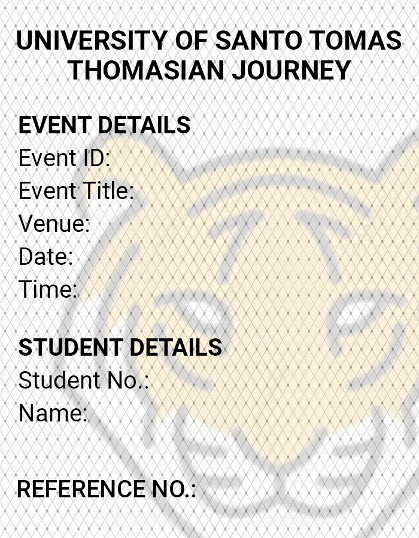 UNIVERSITY OF SANTO TOMAS
THOMASIAN JOURNEY
EVENT DETAILS
Event ID:
Event Title:
Venue:
Date:
Time:
STUDENT DETAILS
Student No.:
Name:
REFERENCE NO.: